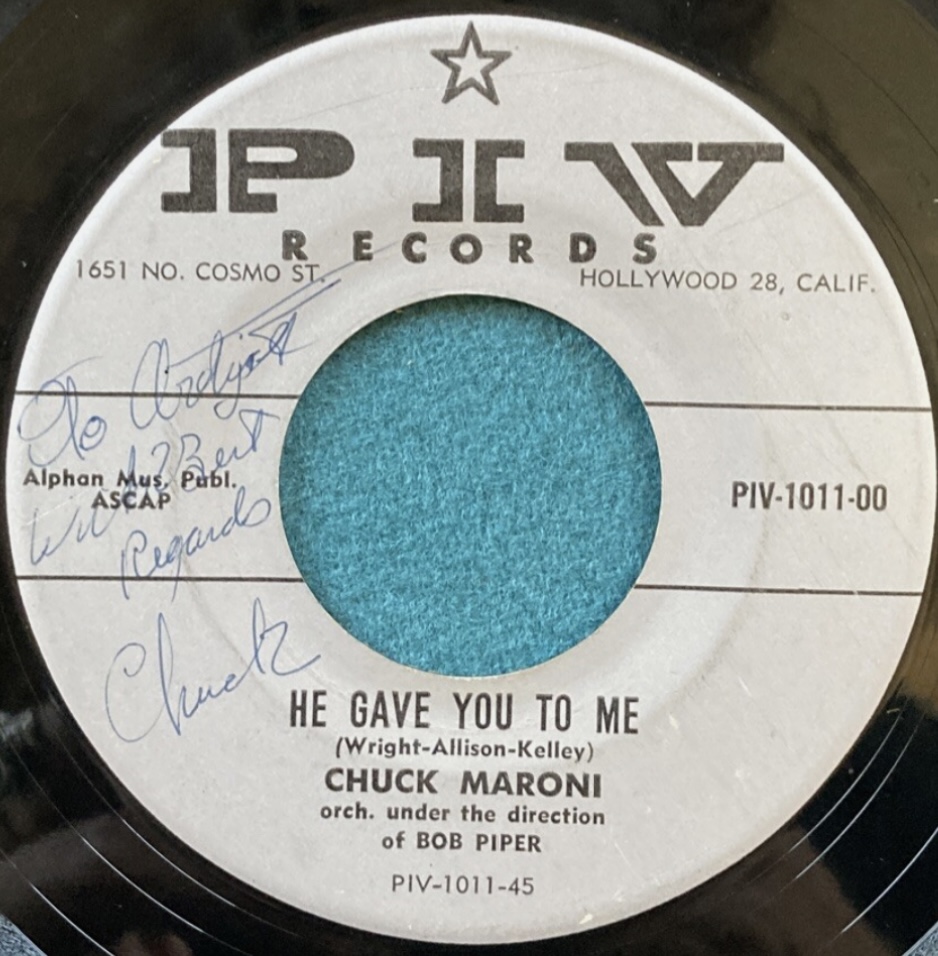 PIV
RECORDS
1651 NO. COSMO ST.
HOLLYWOOD 28, CALIF.
To
With Best
Regards
Chuck
Alphan Mus. Publ.
ASCAP
PIV-1011-00
HE GAVE YOU TO ME
(Wright-Allison-Kelley)
CHUCK MARONI
orch. under the direction
of BOB PIPER
PIV-1011-45